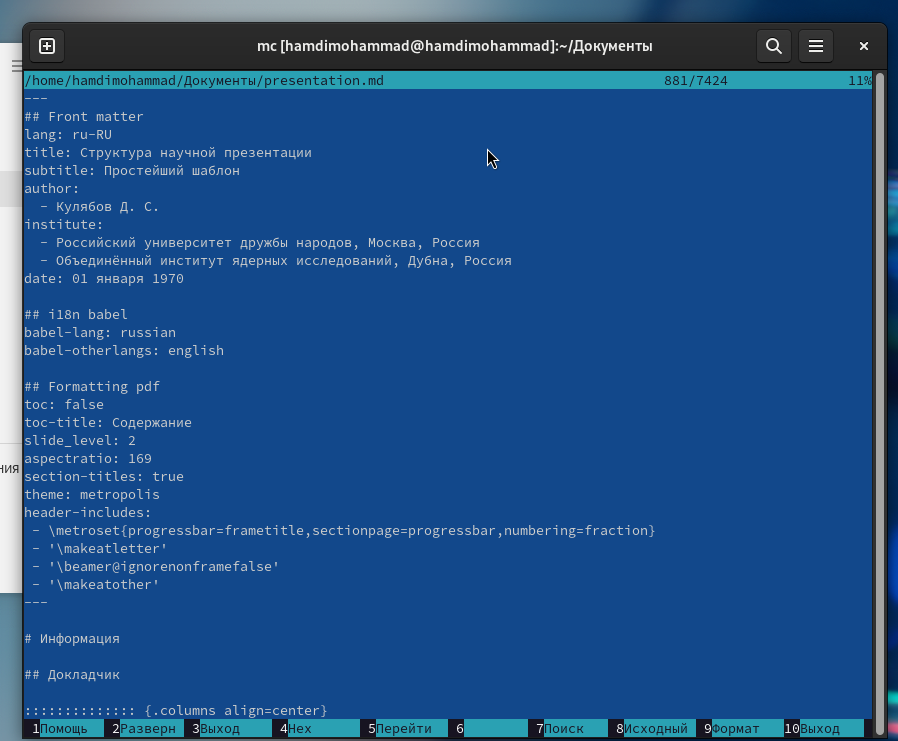 mc [hamdimohammad@hamdimohammad]:~/Документы
/home/hamdimohammad/Документы/presentation.md 881/7424 11%
---
## Front matter
lang: ru-RU
title: Структура научной презентации
subtitle: Простейший шаблон
author:
  - Кулябов Д. С.
institute:
  - Российский университет дружбы народов, Москва, Россия
  - Объединённый институт ядерных исследований, Дубна, Россия
date: 01 января 1970
## i18n babel
babel-lang: russian
babel-otherlangs: english
## Formatting pdf
toc: false
toc-title: Содержание
slide_level: 2
aspectratio: 169
section-titles: true
theme: metropolis
header-includes:
 - \metroset{progressbar=frametitle,sectionpage=progressbar,numbering=fraction}
 - '\makeatletter'
 - '\beamer@ignorenonframefalse'
 - '\makeatother'
---
# Информация
## Докладчик
:::::::::::::: {.columns align=center}
1Помощь 2Разверн 3Выход 4Hex 5Перейти 6 7Поиск 8Исходный 9Формат 10Выход
ния